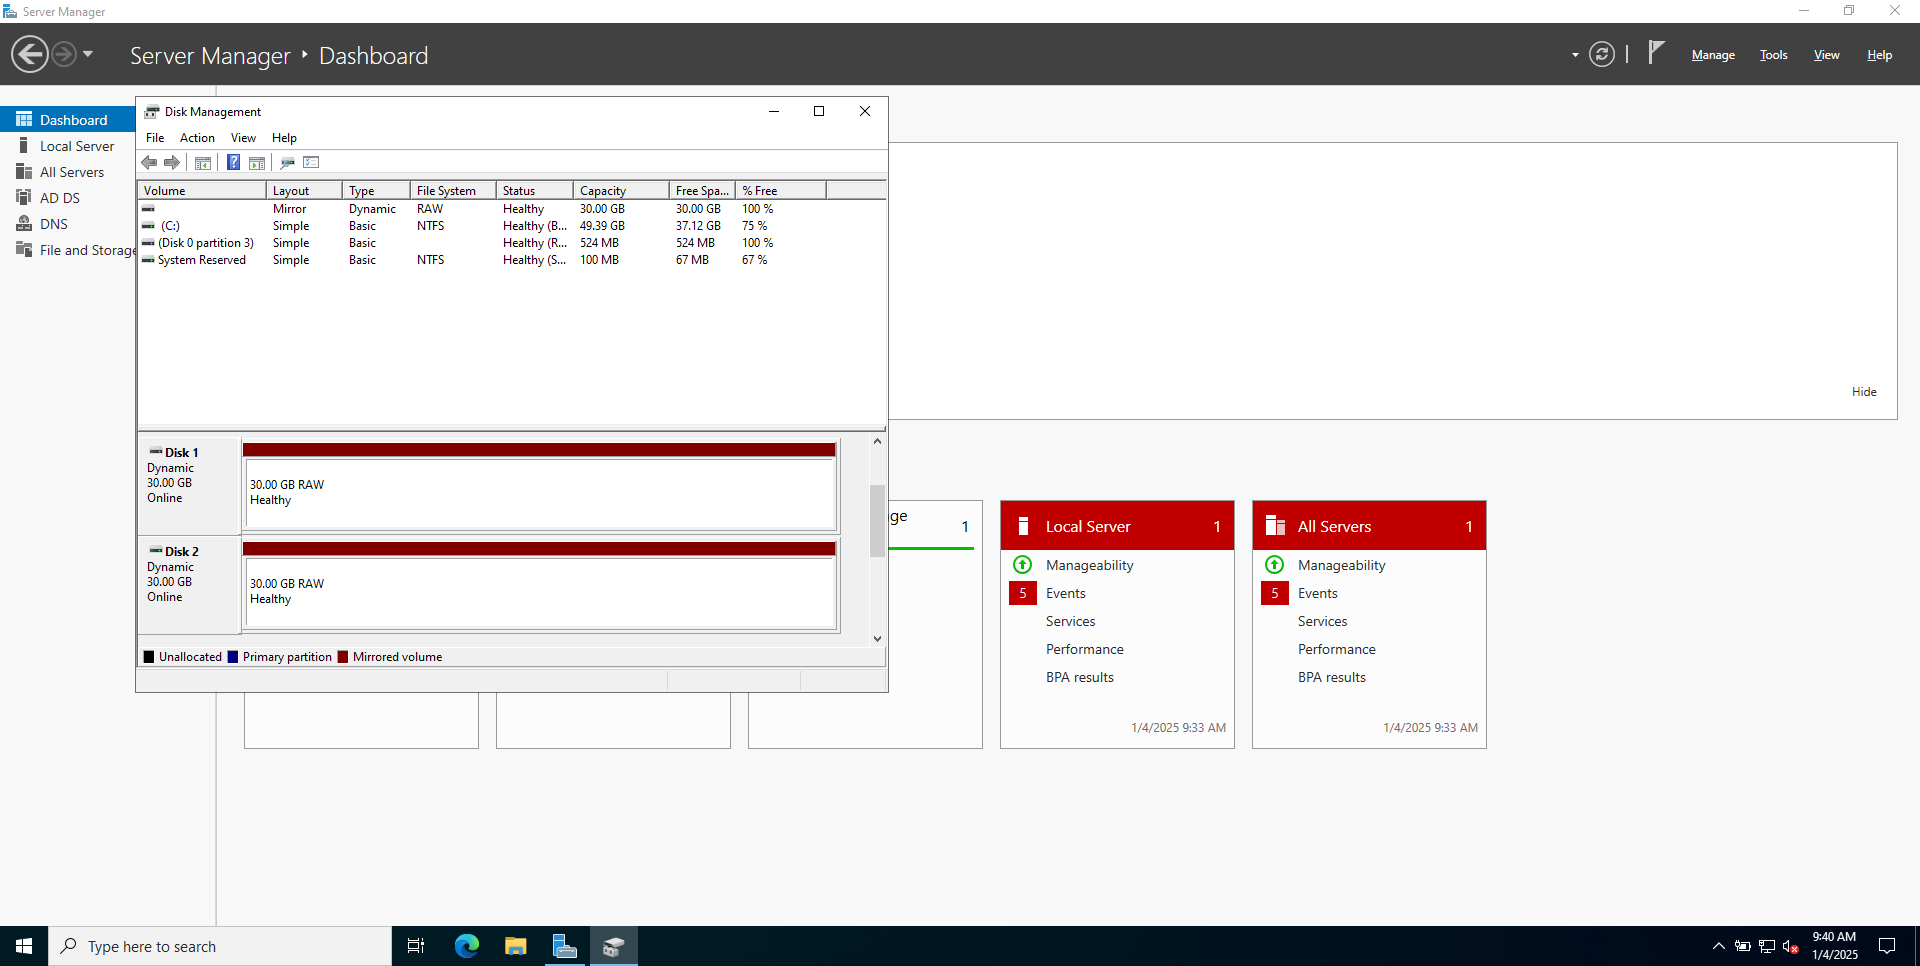 Server Manager
Server Manager ‣ Dashboard
Manage
Tools
View
Help
Dashboard
Local Server
All Servers
AD DS
DNS
File and Storage
Disk Management
File Action View Help
Volume Layout Type File System Status Capacity Free Spa... % Free
Mirror Dynamic RAW Healthy 30.00 GB 30.00 GB 100 %
(C:) Simple Basic NTFS Healthy (B... 49.39 GB 37.12 GB 75 %
(Disk 0 partition 3) Simple Basic Healthy (R... 524 MB 524 MB 100 %
System Reserved Simple Basic NTFS Healthy (S... 100 MB 67 MB 67 %
Disk 1
Dynamic
30.00 GB
Online
30.00 GB RAW
Healthy
Disk 2
Dynamic
30.00 GB
Online
30.00 GB RAW
Healthy
Unallocated Primary partition Mirrored volume
Hide
ge 1
Local Server 1
Manageability
5 Events
Services
Performance
BPA results
1/4/2025 9:33 AM
All Servers 1
Manageability
5 Events
Services
Performance
BPA results
1/4/2025 9:33 AM
Type here to search
9:40 AM
1/4/2025